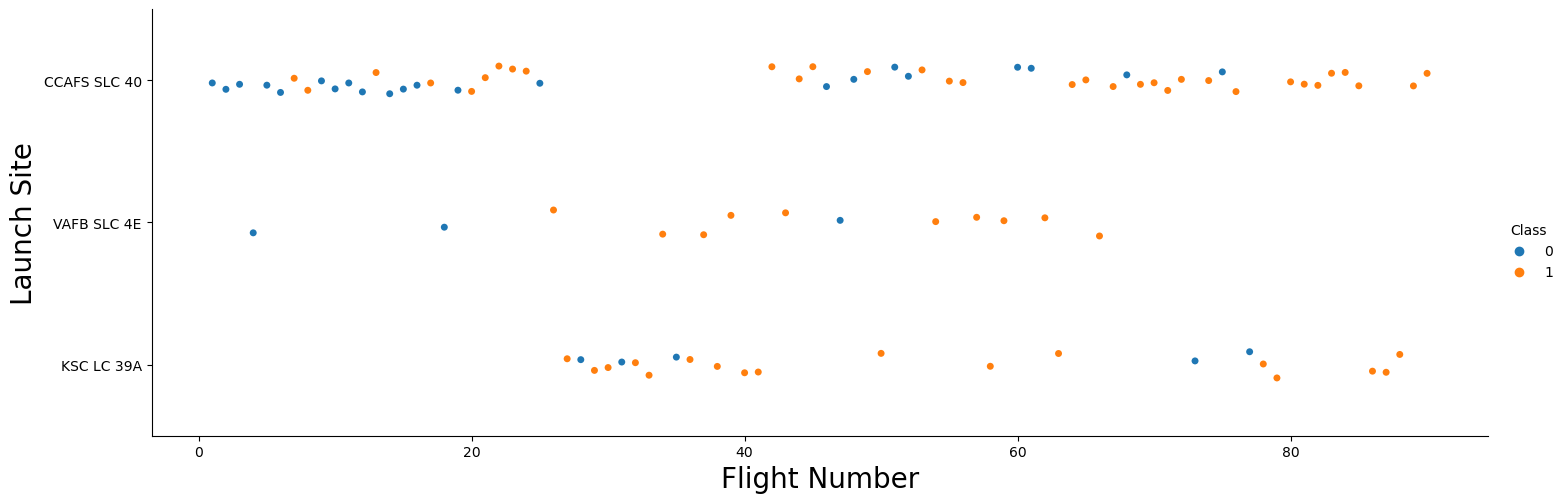 Launch Site
CCAFS SLC 40
VAFB SLC 4E
KSC LC 39A
0
20
40
60
80
Flight Number
Class
0
1